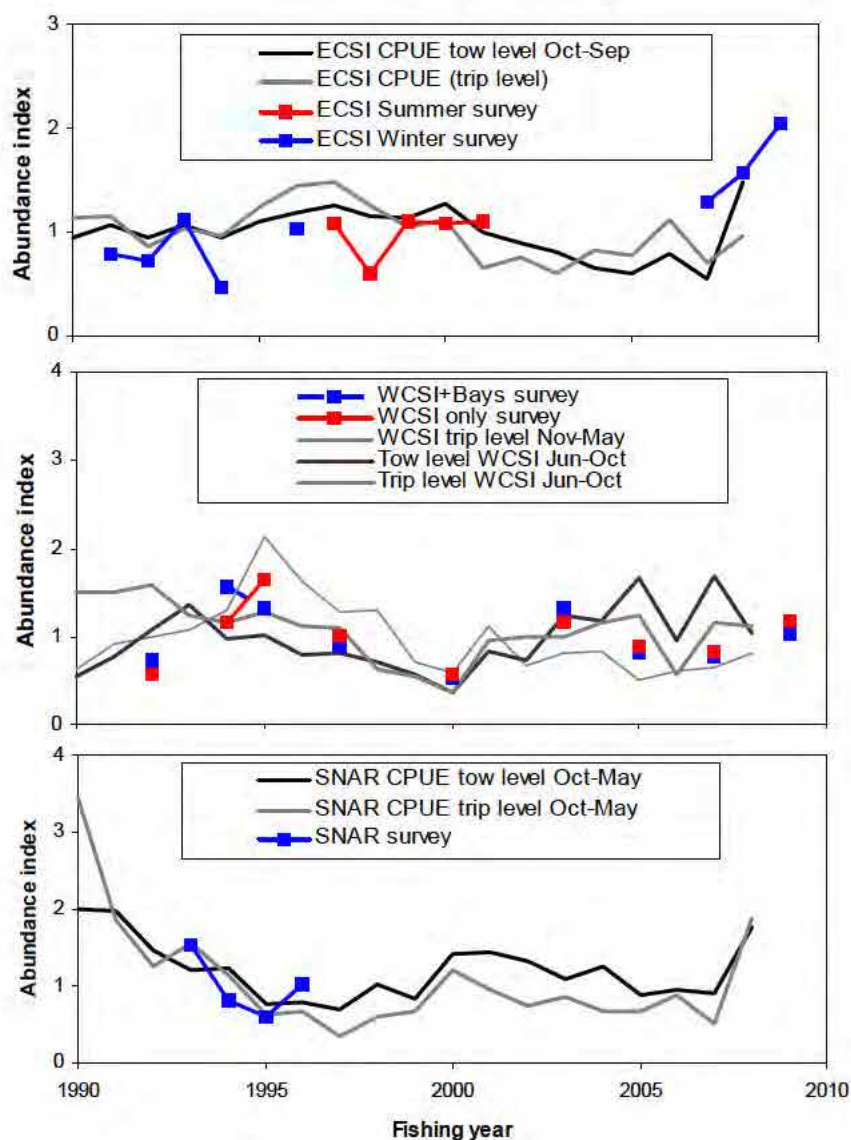 3
ECSI CPUE tow level Oct-Sep
ECSI CPUE (trip level)
ECSI Summer survey
ECSI Winter survey
2
1
0
Abundance index
4
WCSI+Bays survey
WCSI only survey
WCSI trip level Nov-May
Tow level WCSI Jun-Oct
Trip level WCSI Jun-Oct
3
2
1
0
Abundance index
4
SNAR CPUE tow level Oct-May
SNAR CPUE trip level Oct-May
SNAR survey
3
2
1
0
Abundance index
1990 1995 2000 2005 2010
Fishing year